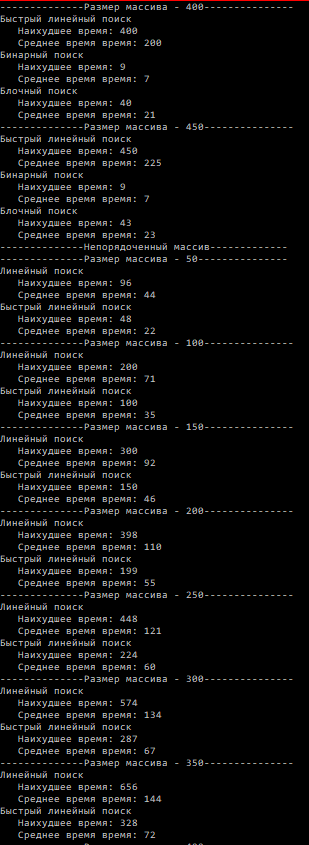 --------------Размер массива - 400---------------
Быстрый линейный поиск
Наихудшее время: 400
Среднее время время: 200
Бинарный поиск
Наихудшее время: 9
Среднее время время: 7
Блочный поиск
Наихудшее время: 40
Среднее время время: 21
--------------Размер массива - 450---------------
Быстрый линейный поиск
Наихудшее время: 450
Среднее время время: 225
Бинарный поиск
Наихудшее время: 9
Среднее время время: 7
Блочный поиск
Наихудшее время: 43
Среднее время время: 23
--------------Непорядоченный массив-------------
--------------Размер массива - 50---------------
Линейный поиск
Наихудшее время: 96
Среднее время время: 44
Быстрый линейный поиск
Наихудшее время: 48
Среднее время время: 22
--------------Размер массива - 100---------------
Линейный поиск
Наихудшее время: 200
Среднее время время: 71
Быстрый линейный поиск
Наихудшее время: 100
Среднее время время: 35
--------------Размер массива - 150---------------
Линейный поиск
Наихудшее время: 300
Среднее время время: 92
Быстрый линейный поиск
Наихудшее время: 150
Среднее время время: 46
--------------Размер массива - 200---------------
Линейный поиск
Наихудшее время: 398
Среднее время время: 110
Быстрый линейный поиск
Наихудшее время: 199
Среднее время время: 55
--------------Размер массива - 250---------------
Линейный поиск
Наихудшее время: 448
Среднее время время: 121
Быстрый линейный поиск
Наихудшее время: 224
Среднее время время: 60
--------------Размер массива - 300---------------
Линейный поиск
Наихудшее время: 574
Среднее время время: 134
Быстрый линейный поиск
Наихудшее время: 287
Среднее время время: 67
--------------Размер массива - 350---------------
Линейный поиск
Наихудшее время: 656
Среднее время время: 144
Быстрый линейный поиск
Наихудшее время: 328
Среднее время время: 72